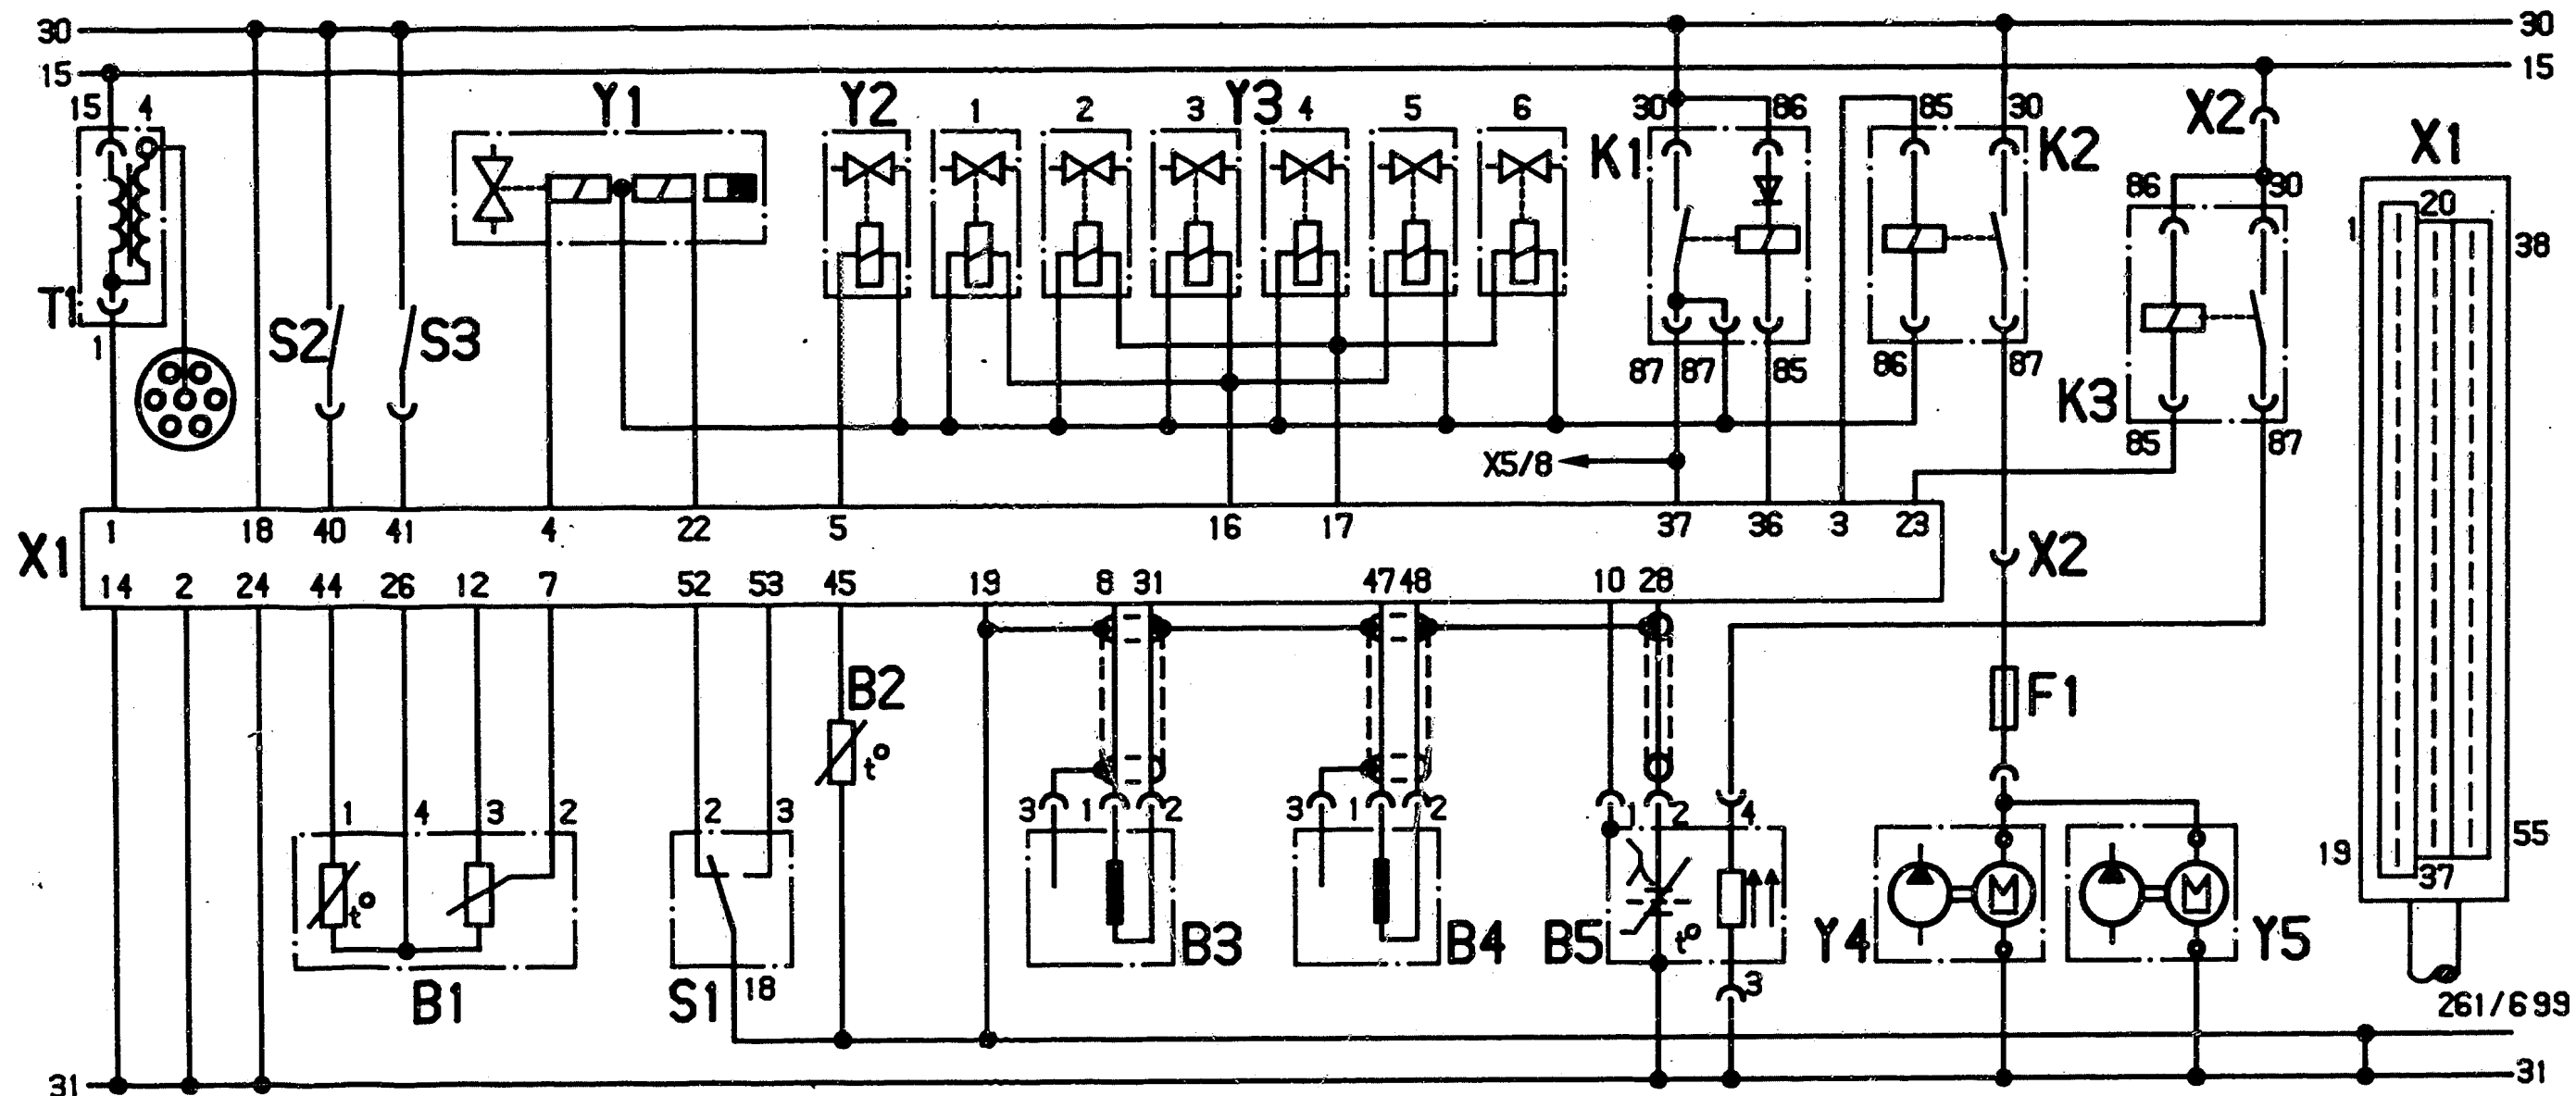 30 30
15 15
15 4 Y1 Y2 1 2 3 Y3 4 5 6 30 86 85 30 X2 X1
K1 K2
86 30 20
1 38
T1 S2 S3
1 87 87 85 86 87 K3
85 87
X5/8
X1 1 18 40 41 4 22 5 16 17 37 36 3 23
14 2 24 44 26 12 7 52 53 45 19 8 31 47 48 10 28 X2
B2 F1
t°
1 4 3 2 2 3 3 1 2 3 1 2 1 2 4 19 55
37
t° λ t° M M
B1 S1 18 B3 B4 B5 3 Y4 Y5
261/699
31 31